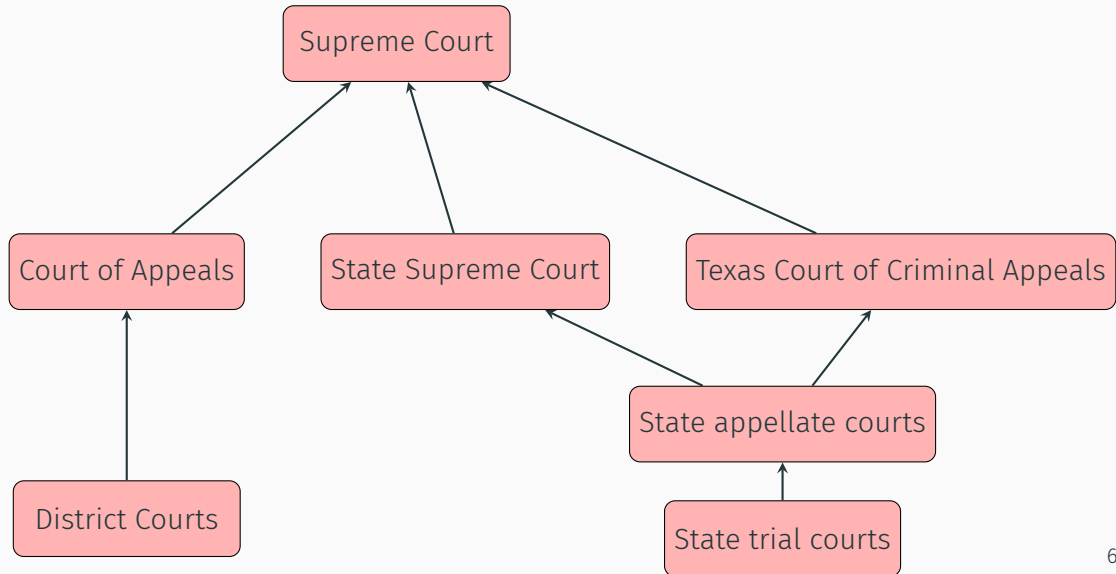 Supreme Court
Court of Appeals
State Supreme Court
Texas Court of Criminal Appeals
State appellate courts
District Courts
State trial courts
6